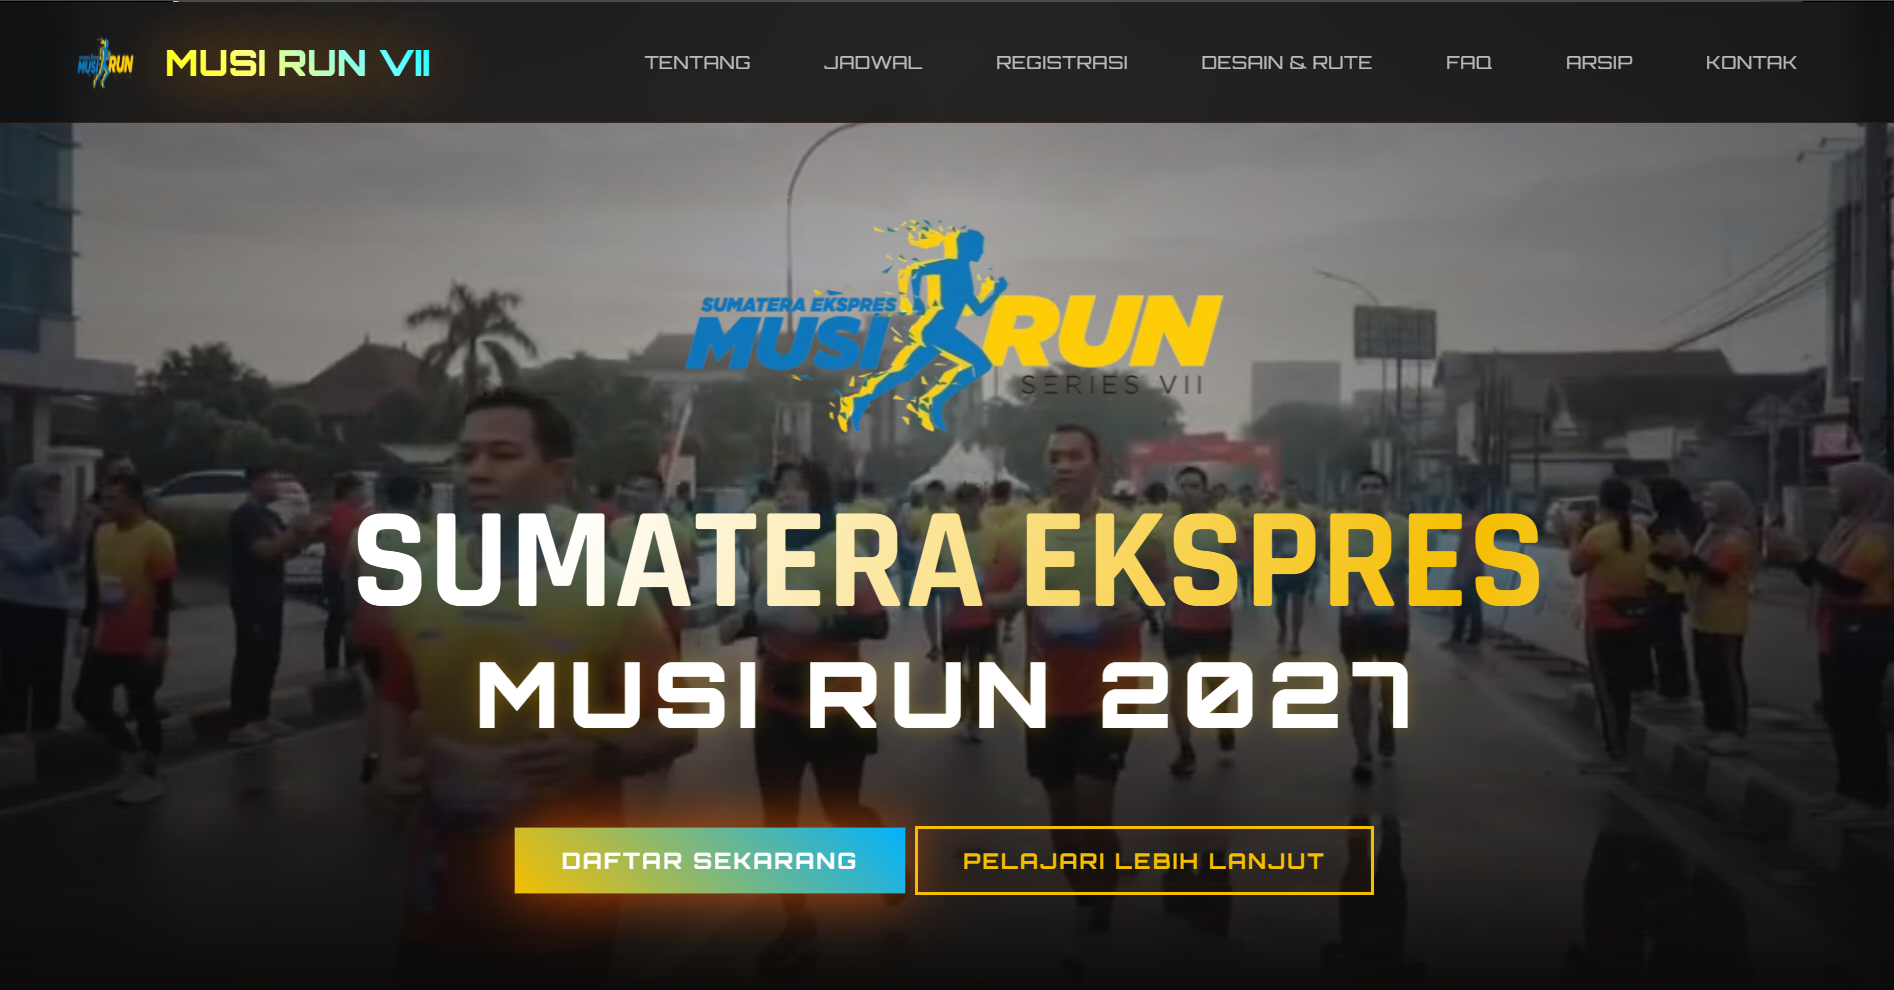 MUSI RUN VII
TENTANG
JADWAL
REGISTRASI
DESAIN & RUTE
FAQ
ARSIP
KONTAK
SUMATERA EKSPRES
MUSI RUN
SERIES VII
SUMATERA EKSPRES
MUSI RUN 2027
DAFTAR SEKARANG
PELAJARI LEBIH LANJUT